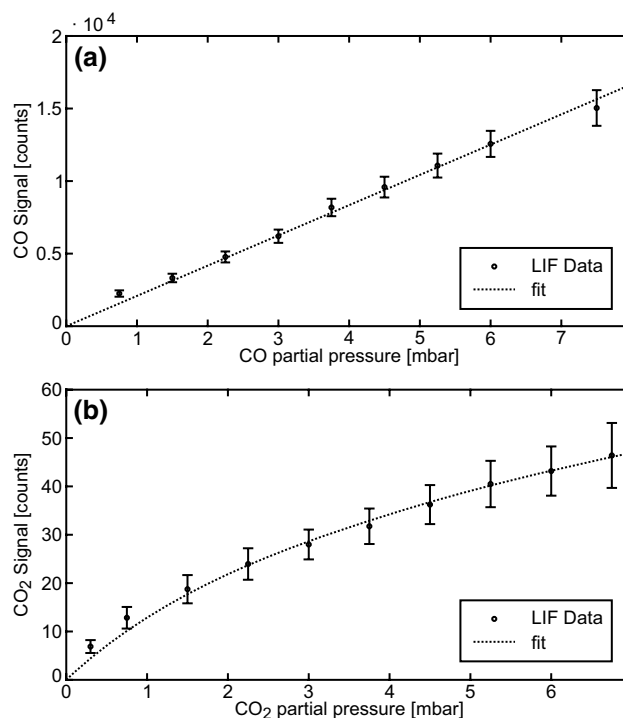 · 10⁴
2
(a)
1.5
1
0.5
0
CO Signal [counts]
LIF Data
fit
0 1 2 3 4 5 6 7
CO partial pressure [mbar]
60
(b)
50
40
30
20
10
0
CO₂ Signal [counts]
LIF Data
fit
0 1 2 3 4 5 6
CO₂ partial pressure [mbar]